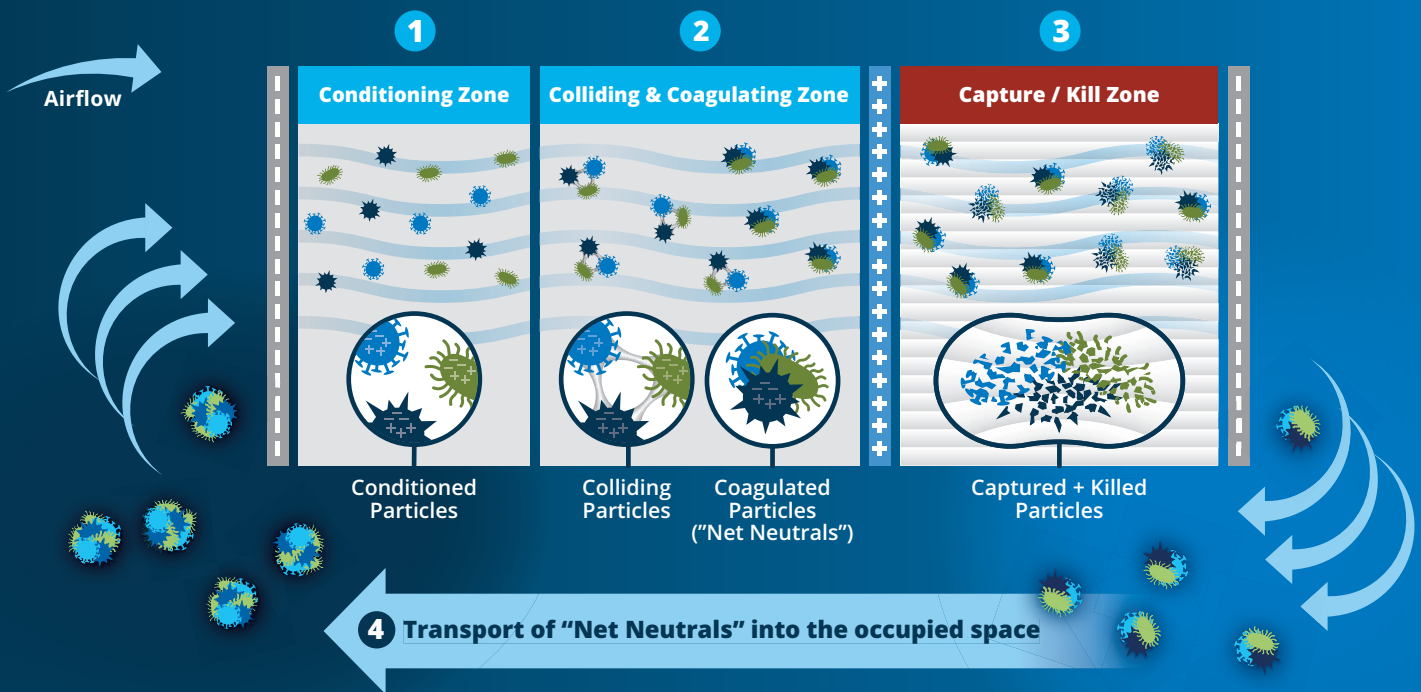 Airflow
1
Conditioning Zone
2
Colliding & Coagulating Zone
3
Capture / Kill Zone
Conditioned
Particles
Colliding
Particles
Coagulated
Particles
(”Net Neutrals”)
Captured + Killed
Particles
4 Transport of “Net Neutrals” into the occupied space